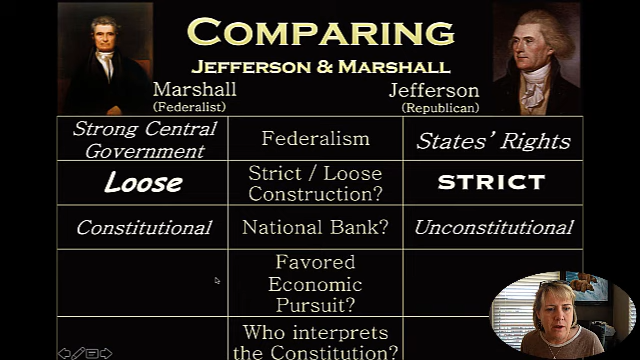 COMPARING
JEFFERSON & MARSHALL
Marshall
(Federalist)
Jefferson
(Republican)
Strong Central
Government
Federalism
States' Rights
Loose
Strict / Loose
Construction?
STRICT
Constitutional
National Bank?
Unconstitutional
Favored
Economic
Pursuit?
Who interprets
the Constitution?